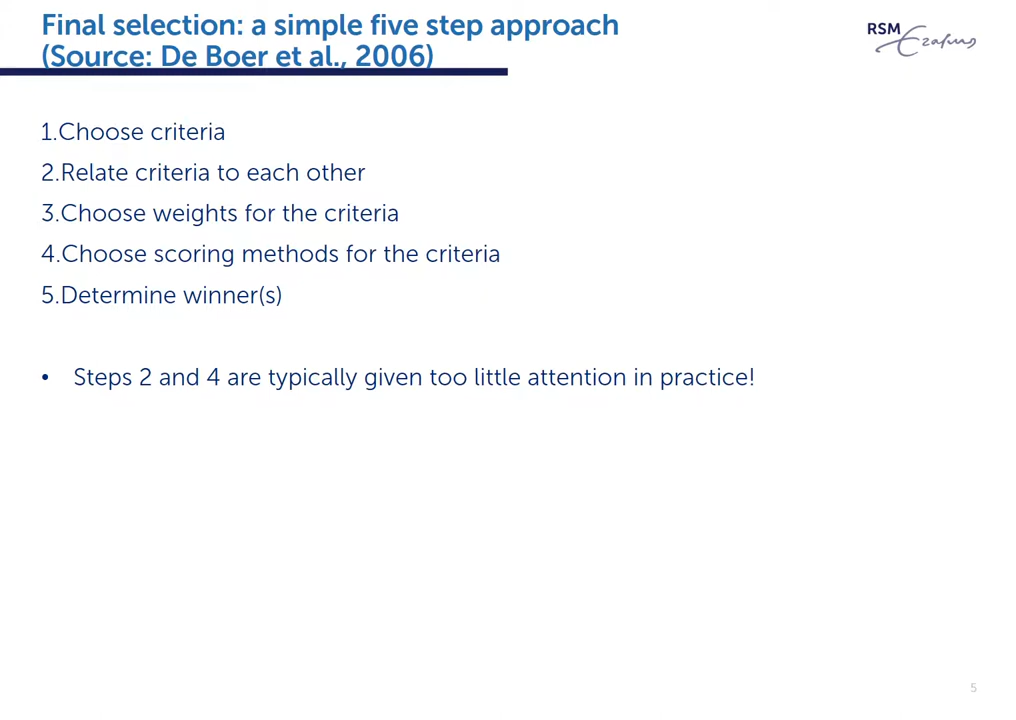 Final selection: a simple five step approach
(Source: De Boer et al., 2006)
RSM Erasmus
1.Choose criteria
2.Relate criteria to each other
3.Choose weights for the criteria
4.Choose scoring methods for the criteria
5.Determine winner(s)
• Steps 2 and 4 are typically given too little attention in practice!
5